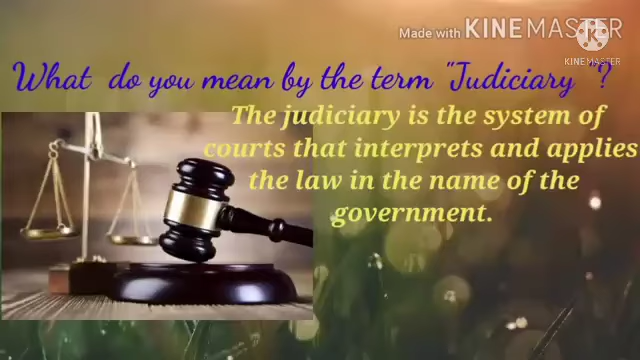 Made with KINEMASTER
KINEMASTER
What do you mean by the term "Judiciary "?
The judiciary is the system of
courts that interprets and applies
the law in the name of the
government.